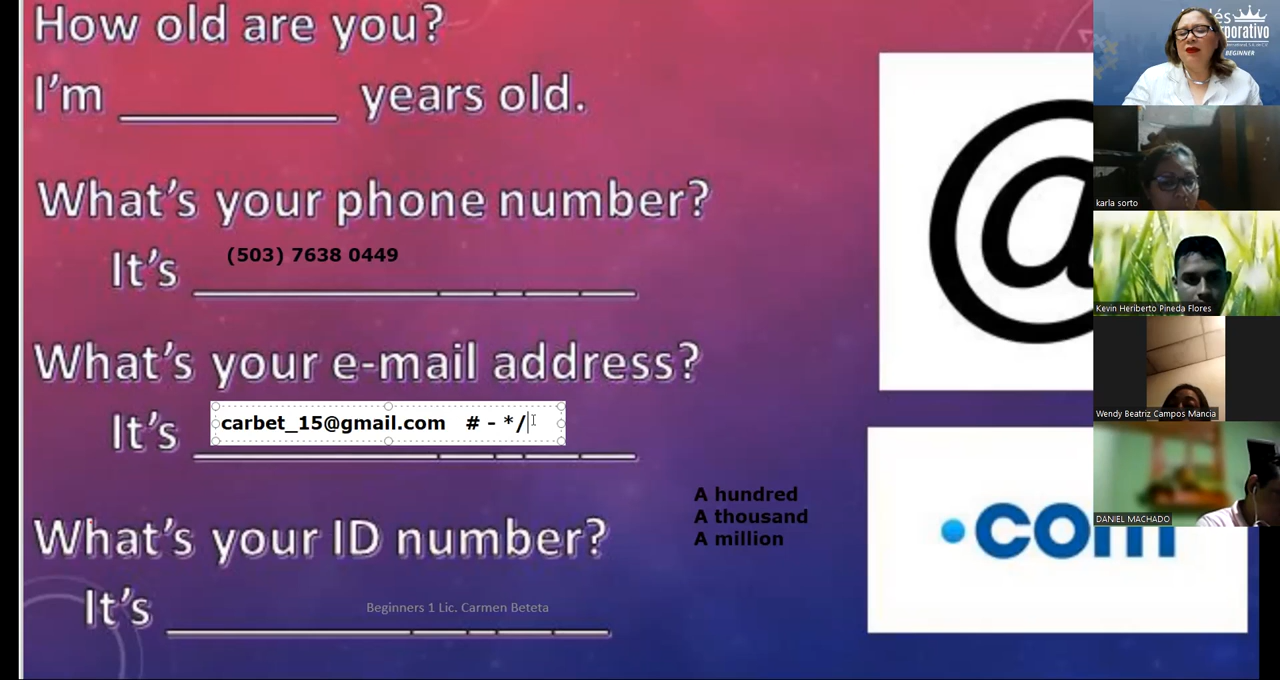 How old are you?
I'm __________ years old.
What's your phone number?
It's (503) 7638 0449
What's your e-mail address?
It's carbet_15@gmail.com # - */
A hundred
A thousand
A million
What's your ID number?
It's
Beginners 1 Lic. Carmen Beteta
@
.com
BEGINNER
karla sorto
Kevin Heriberto Pineda Flores
Wendy Beatriz Campos Mancia
DANIEL MACHADO